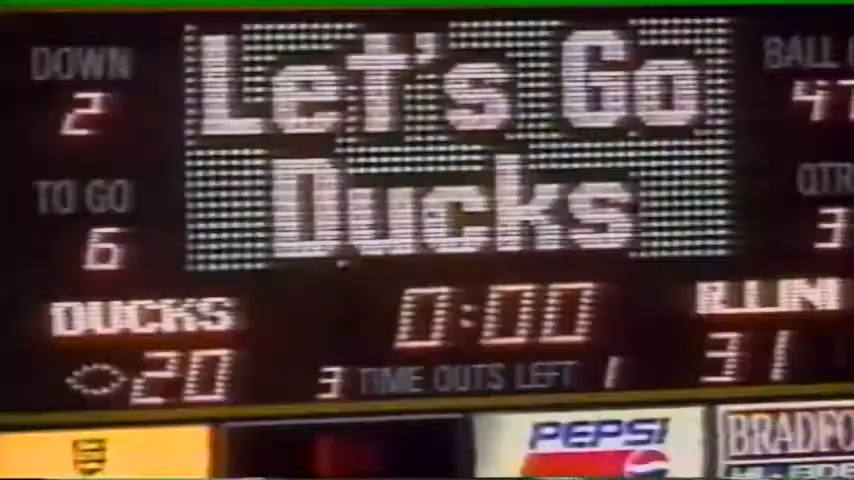 DOWN
2
Let's Go
Ducks
BALL
47
TO GO
6
QTR
3
DUCKS
20
0:00
3 TIME OUTS LEFT 1
ILLINI
31
PEPSI